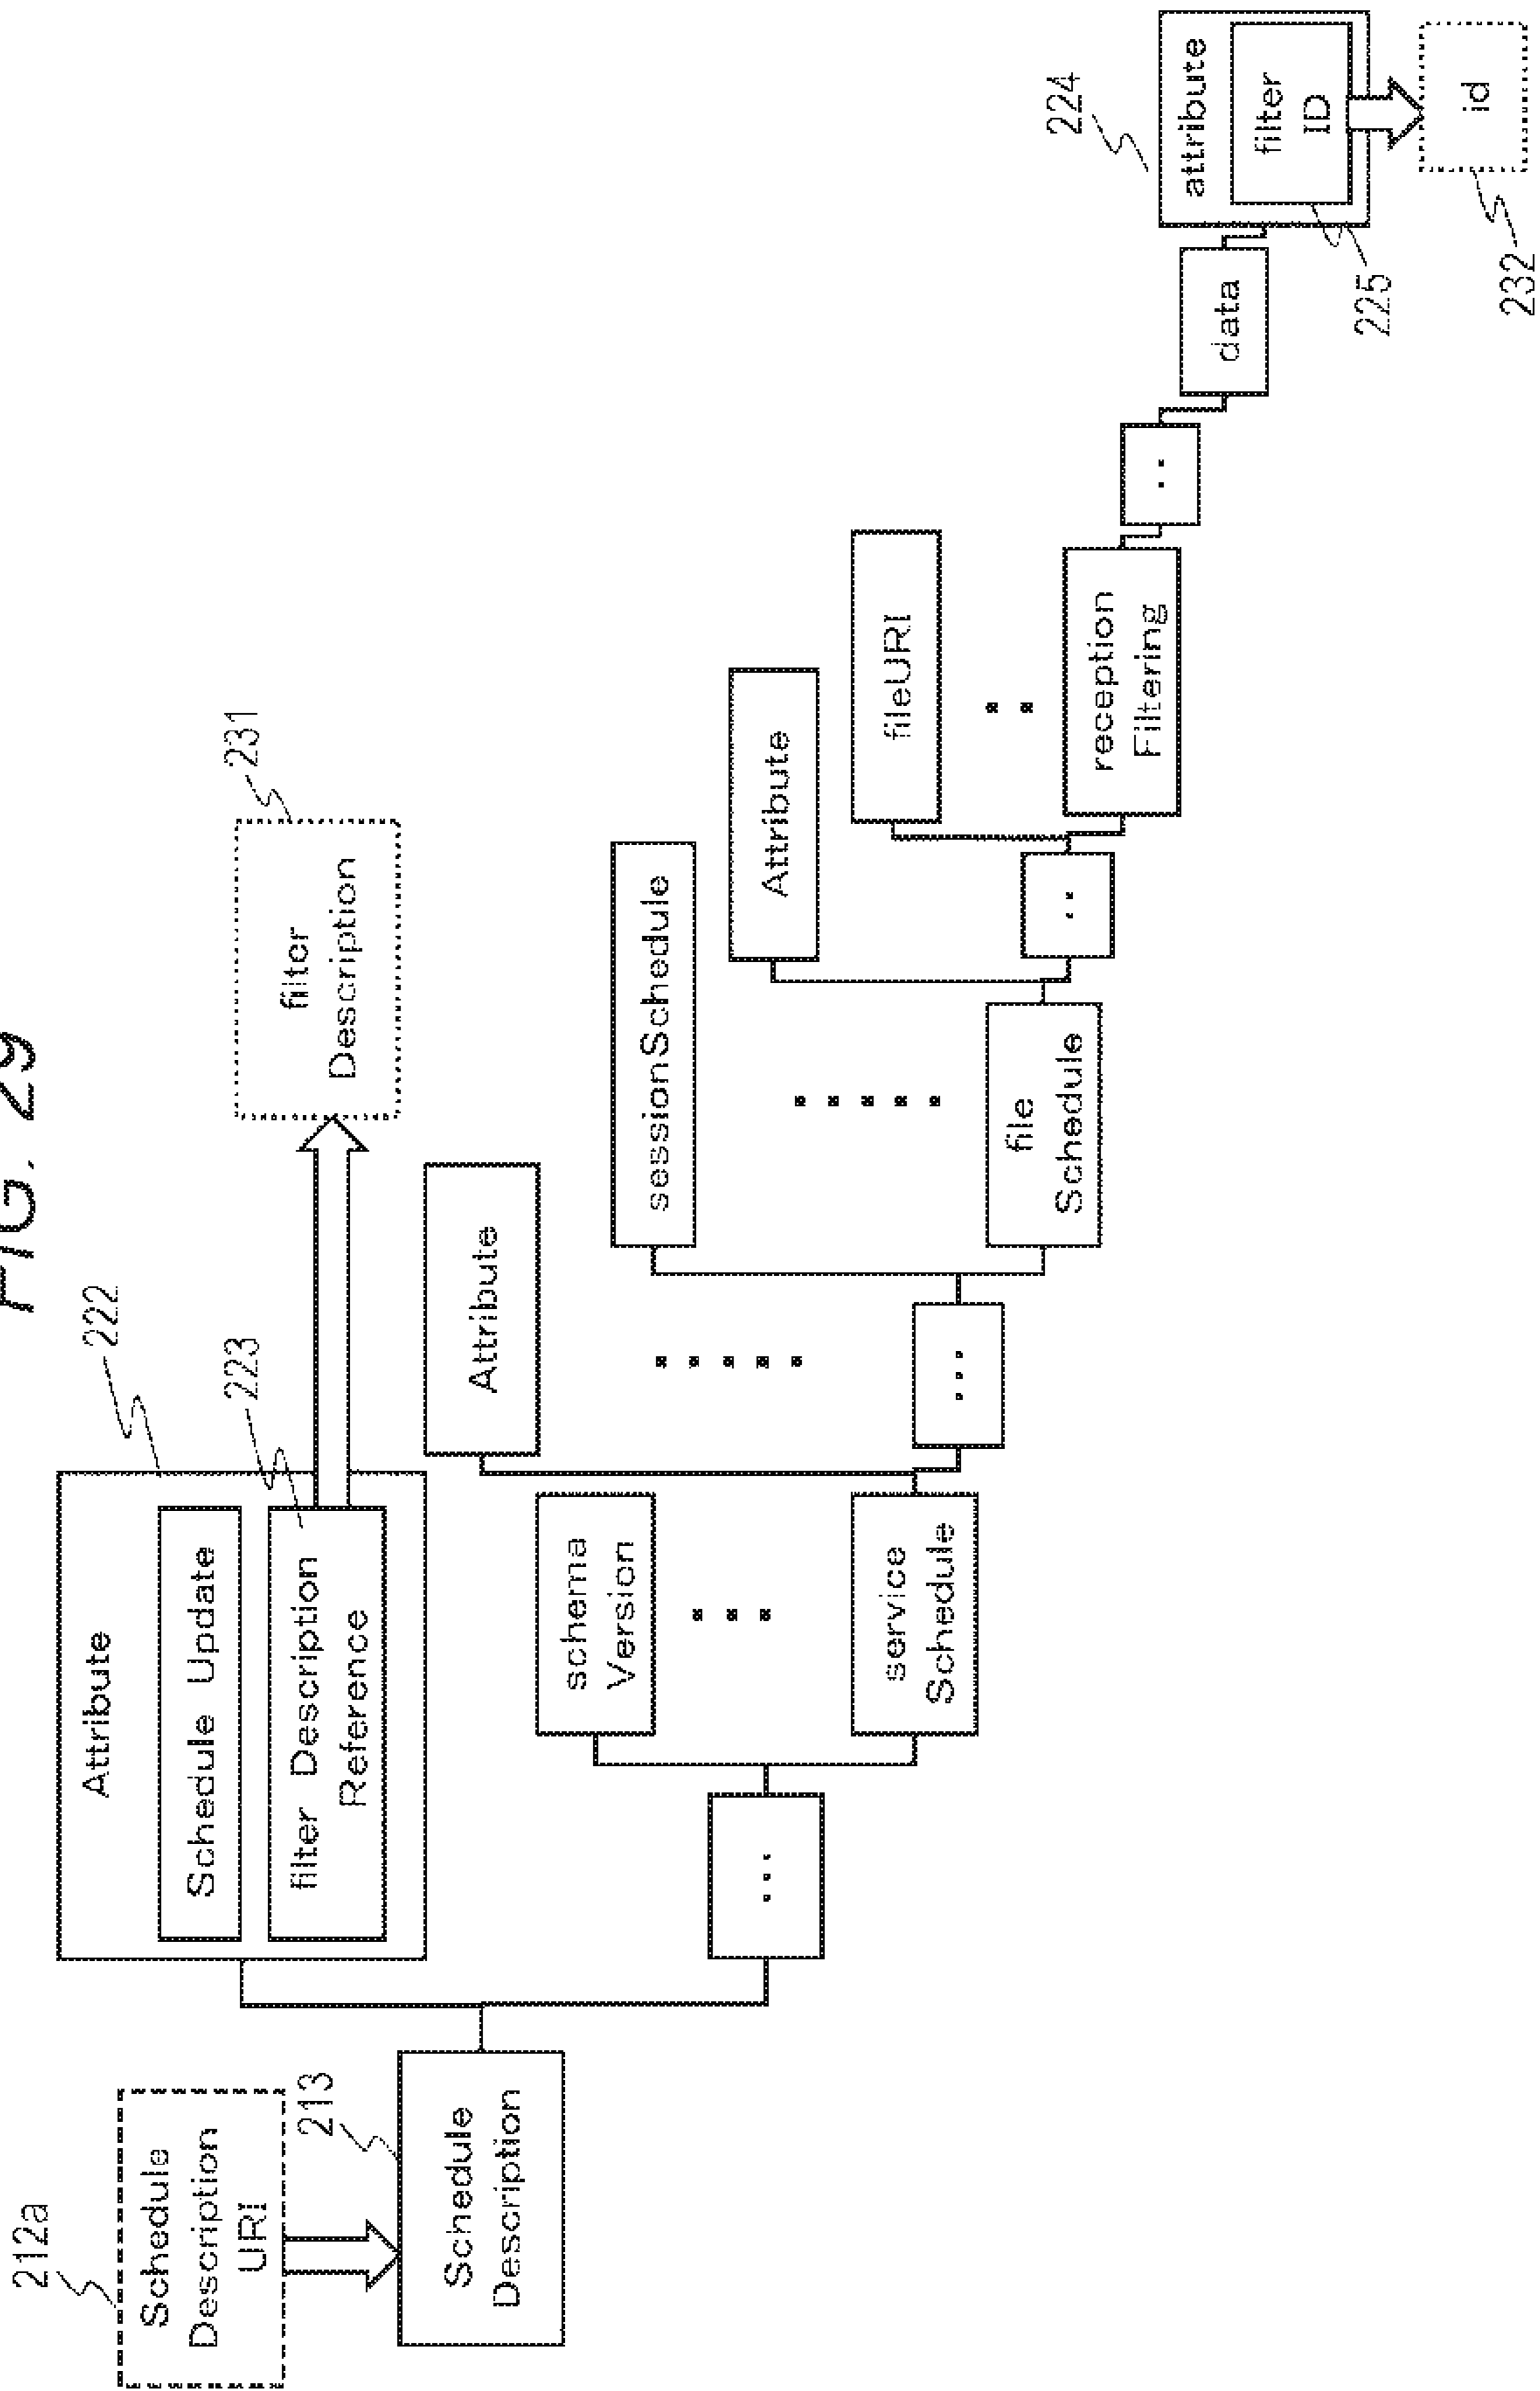 FIG. 29
212a
Schedule
Description
URI
213
Schedule
Description
222
Attribute
Schedule Update
223
filter Description
Reference
231
filter
Description
...
schema
Version
...
service
Schedule
Attribute
.....
...
sessionSchedule
.....
file
Schedule
Attribute
..
fileURI
..
reception
Filtering
..
data
224
attribute
filter
ID
225
id
232